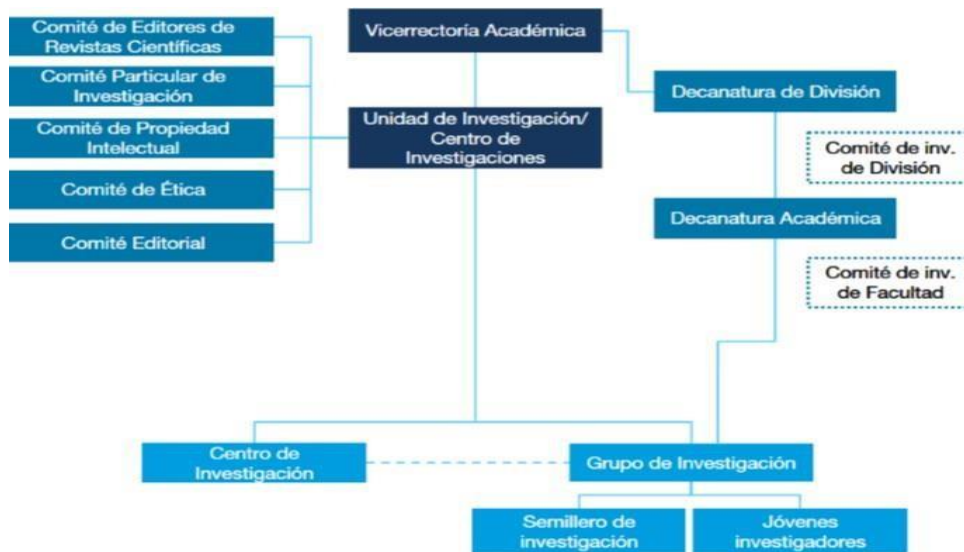 Comité de Editores de
Revistas Científicas
Comité Particular de
Investigación
Comité de Propiedad
Intelectual
Comité de Ética
Comité Editorial
Vicerrectoría Académica
Unidad de Investigación/
Centro de
Investigaciones
Decanatura de División
Comité de inv.
de División
Decanatura Académica
Comité de inv.
de Facultad
Centro de
Investigación
Grupo de Investigación
Semillero de
investigación
Jóvenes
investigadores